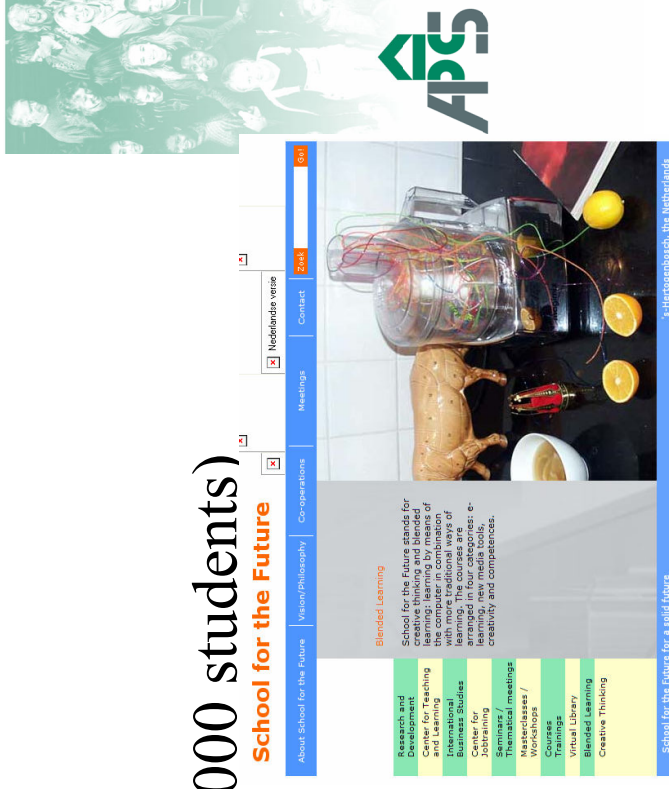 APS
000 students)
School for the Future
Nederlandse versie
About School for the Future
Vision/Philosophy
Co-operations
Meetings
Contact
Zoek
Go!
Research and
Development
Center for Teaching
and Learning
International
Business Studies
Center for
Jobtraining
Seminars /
Thematical meetings
Masterclasses /
Workshops
Courses
Trainings
Virtual Library
Blended Learning
Creative Thinking
Blended Learning
School for the Future stands for
creative thinking and blended
learning: learning by means of
the computer in combination
with more traditional ways of
learning. The courses are
arranged in four categories: e-
learning, new media tools,
creativity and competences.
School for the Future for a solid future
's-Hertogenbosch, the Netherlands